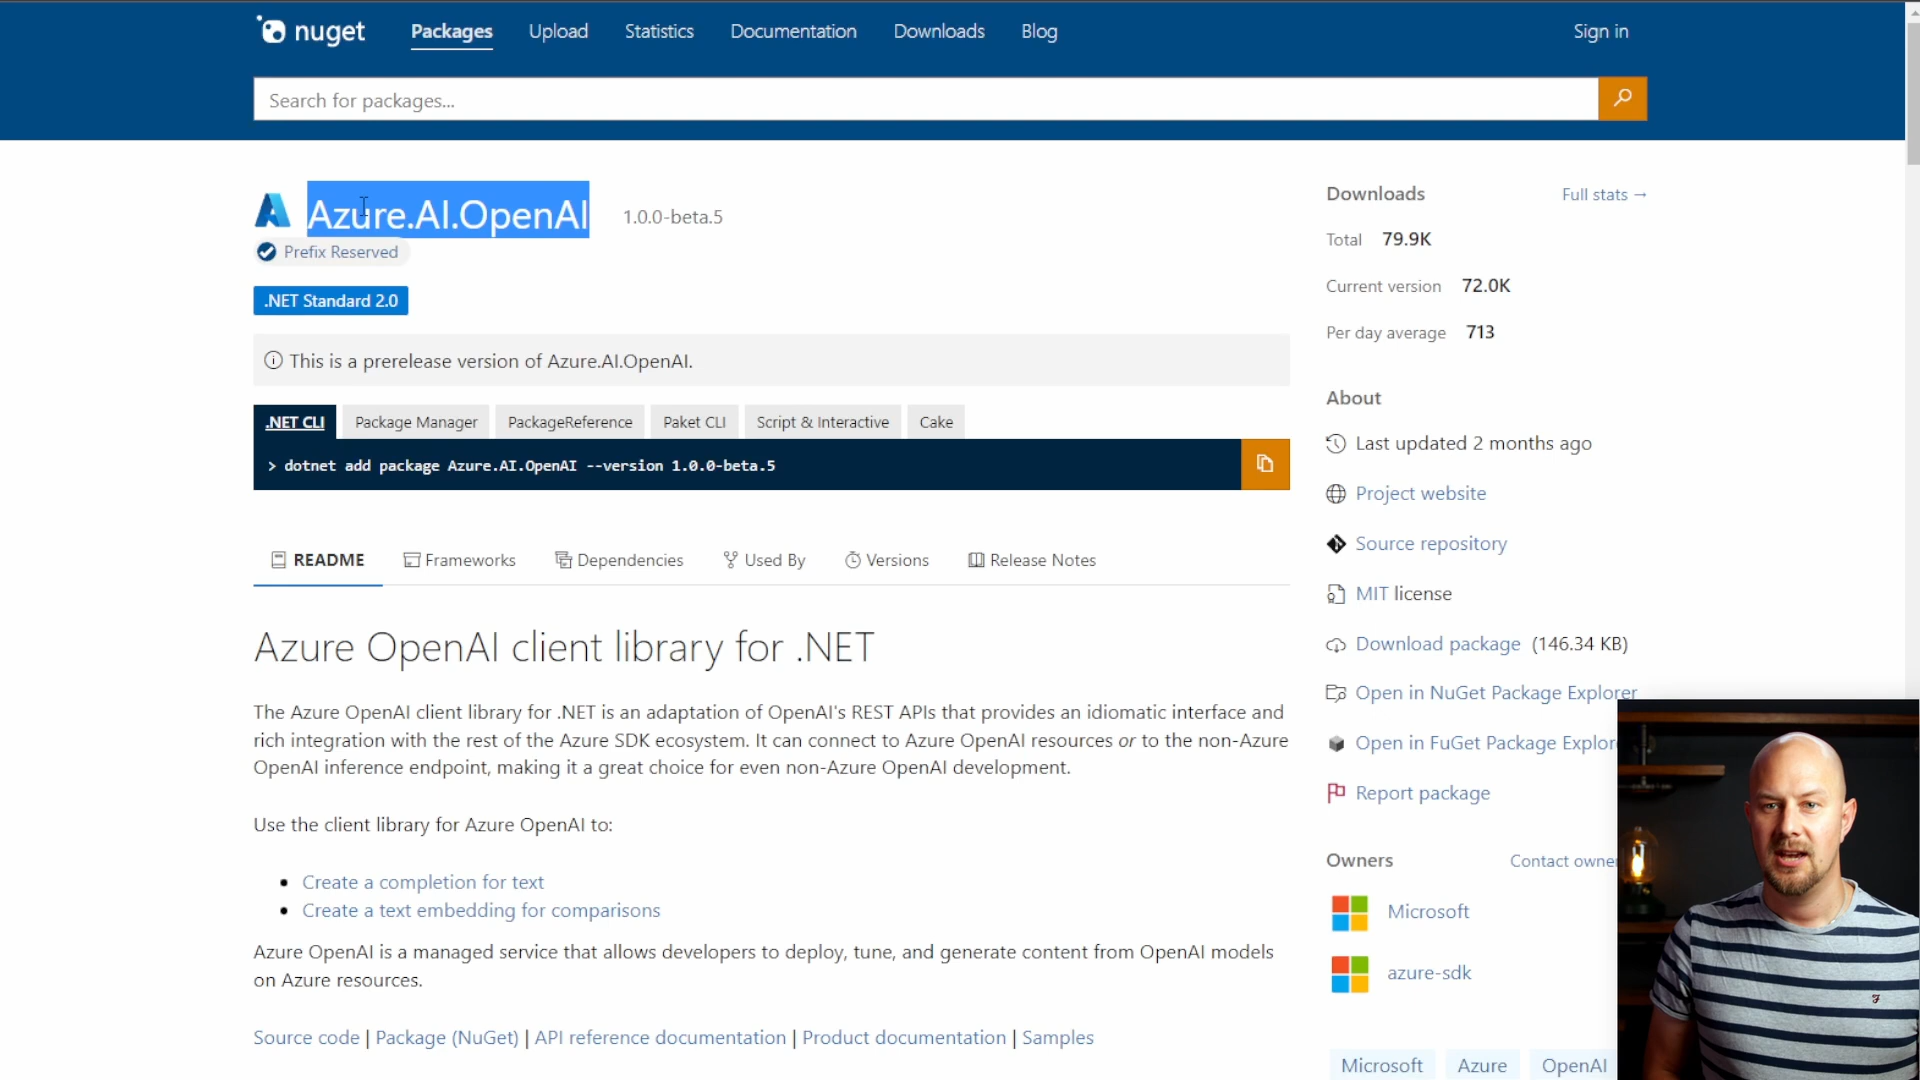 nuget Packages Upload Statistics Documentation Downloads Blog Sign in
Search for packages...
Azure.AI.OpenAI 1.0.0-beta.5
Prefix Reserved
.NET Standard 2.0
This is a prerelease version of Azure.AI.OpenAI.
.NET CLI Package Manager PackageReference Paket CLI Script & Interactive Cake
> dotnet add package Azure.AI.OpenAI --version 1.0.0-beta.5
README Frameworks Dependencies Used By Versions Release Notes
Azure OpenAI client library for .NET
The Azure OpenAI client library for .NET is an adaptation of OpenAI's REST APIs that provides an idiomatic interface and
rich integration with the rest of the Azure SDK ecosystem. It can connect to Azure OpenAI resources or to the non-Azure
OpenAI inference endpoint, making it a great choice for even non-Azure OpenAI development.
Use the client library for Azure OpenAI to:
Create a completion for text
Create a text embedding for comparisons
Azure OpenAI is a managed service that allows developers to deploy, tune, and generate content from OpenAI models
on Azure resources.
Source code | Package (NuGet) | API reference documentation | Product documentation | Samples
Downloads Full stats →
Total 79.9K
Current version 72.0K
Per day average 713
About
Last updated 2 months ago
Project website
Source repository
MIT license
Download package (146.34 KB)
Open in NuGet Package Explorer
Open in FuGet Package Explor
Report package
Owners Contact owne
Microsoft
azure-sdk
Microsoft Azure OpenAI